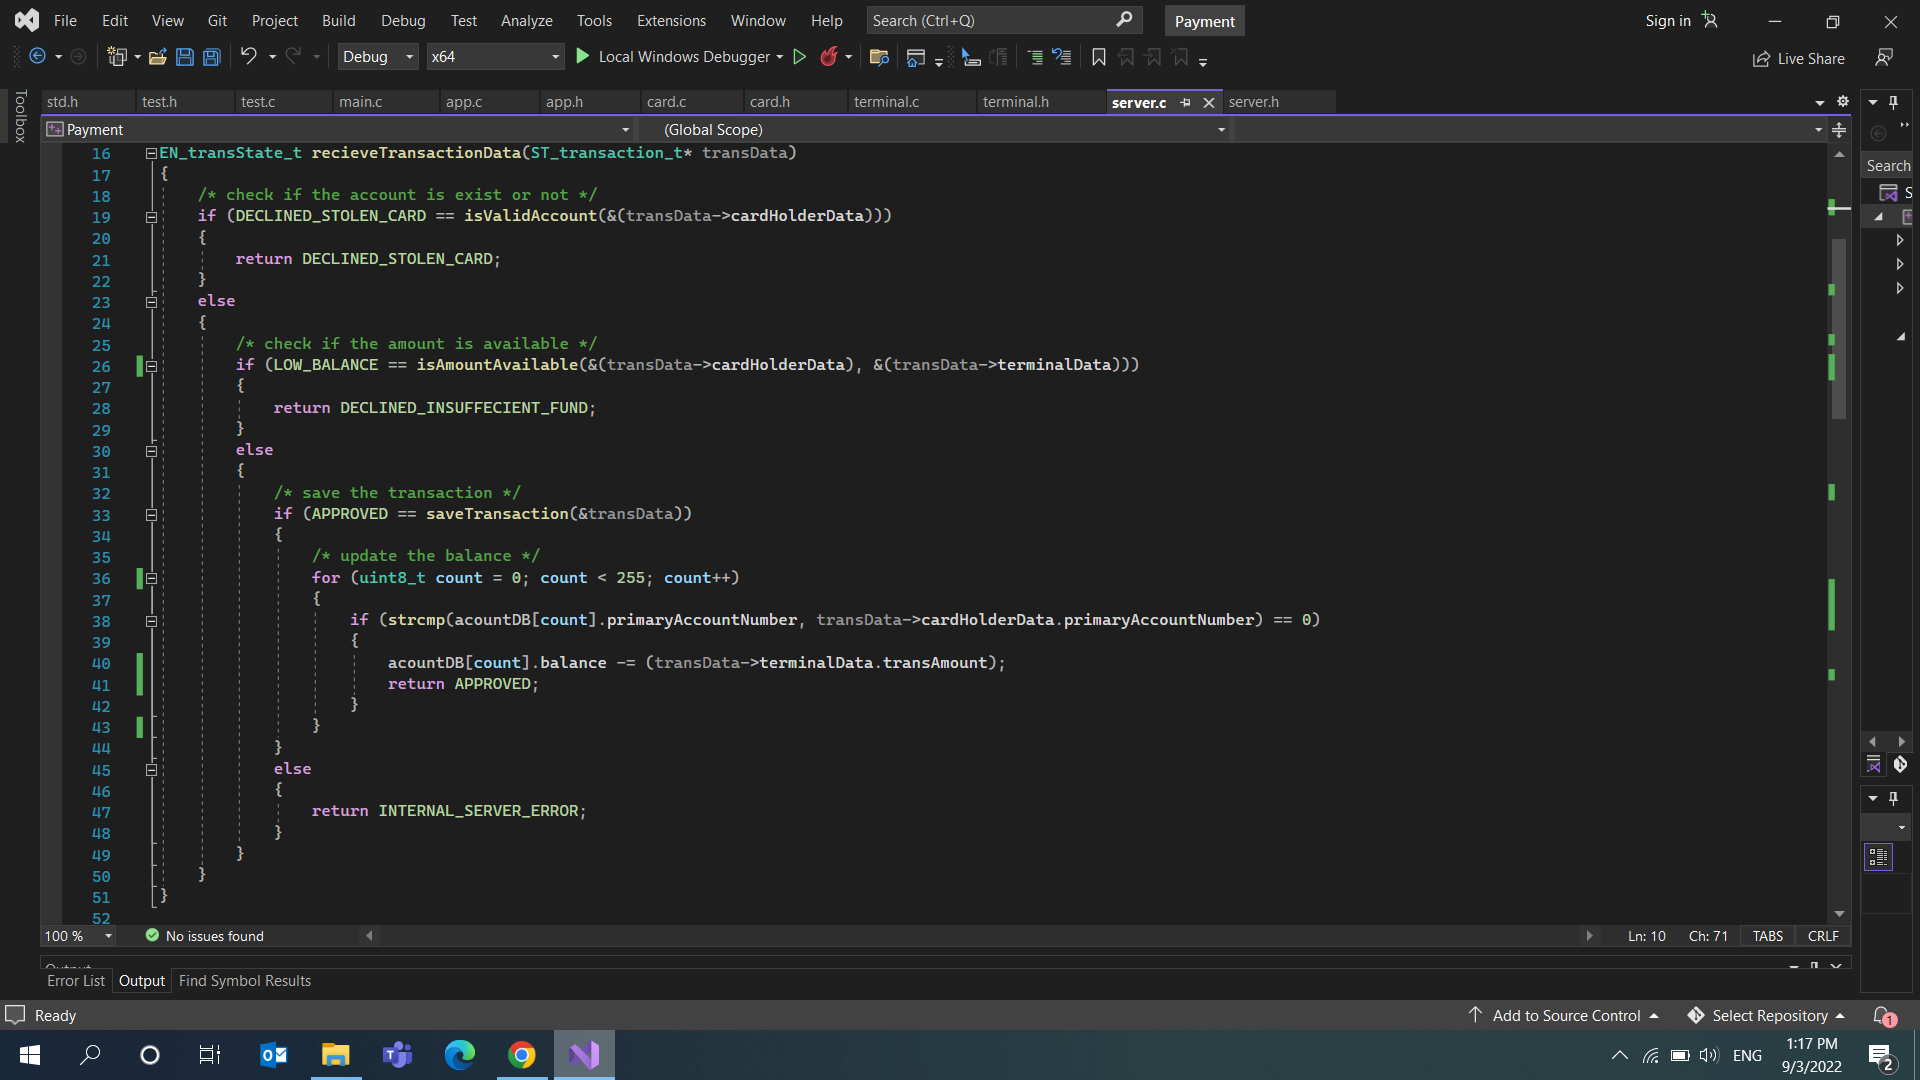 File Edit View Git Project Build Debug Test Analyze Tools Extensions Window Help Search (Ctrl+Q) Payment Sign in
Debug x64 Local Windows Debugger Live Share
Toolbox
std.h test.h test.c main.c app.c app.h card.c card.h terminal.c terminal.h server.c server.h
Payment (Global Scope)
Search
S
16 EN_transState_t recieveTransactionData(ST_transaction_t* transData)
17 {
18 /* check if the account is exist or not */
19 if (DECLINED_STOLEN_CARD == isValidAccount(&(transData->cardHolderData)))
20 {
21 return DECLINED_STOLEN_CARD;
22 }
23 else
24 {
25 /* check if the amount is available */
26 if (LOW_BALANCE == isAmountAvailable(&(transData->cardHolderData), &(transData->terminalData)))
27 {
28 return DECLINED_INSUFFECIENT_FUND;
29 }
30 else
31 {
32 /* save the transaction */
33 if (APPROVED == saveTransaction(&transData))
34 {
35 /* update the balance */
36 for (uint8_t count = 0; count < 255; count++)
37 {
38 if (strcmp(acountDB[count].primaryAccountNumber, transData->cardHolderData.primaryAccountNumber) == 0)
39 {
40 acountDB[count].balance -= (transData->terminalData.transAmount);
41 return APPROVED;
42 }
43 }
44 }
45 else
46 {
47 return INTERNAL_SERVER_ERROR;
48 }
49 }
50 }
51 }
52
100 % No issues found Ln: 10 Ch: 71 TABS CRLF
Output
Error List Output Find Symbol Results
Ready Add to Source Control Select Repository 1
ENG 1:17 PM
9/3/2022 2